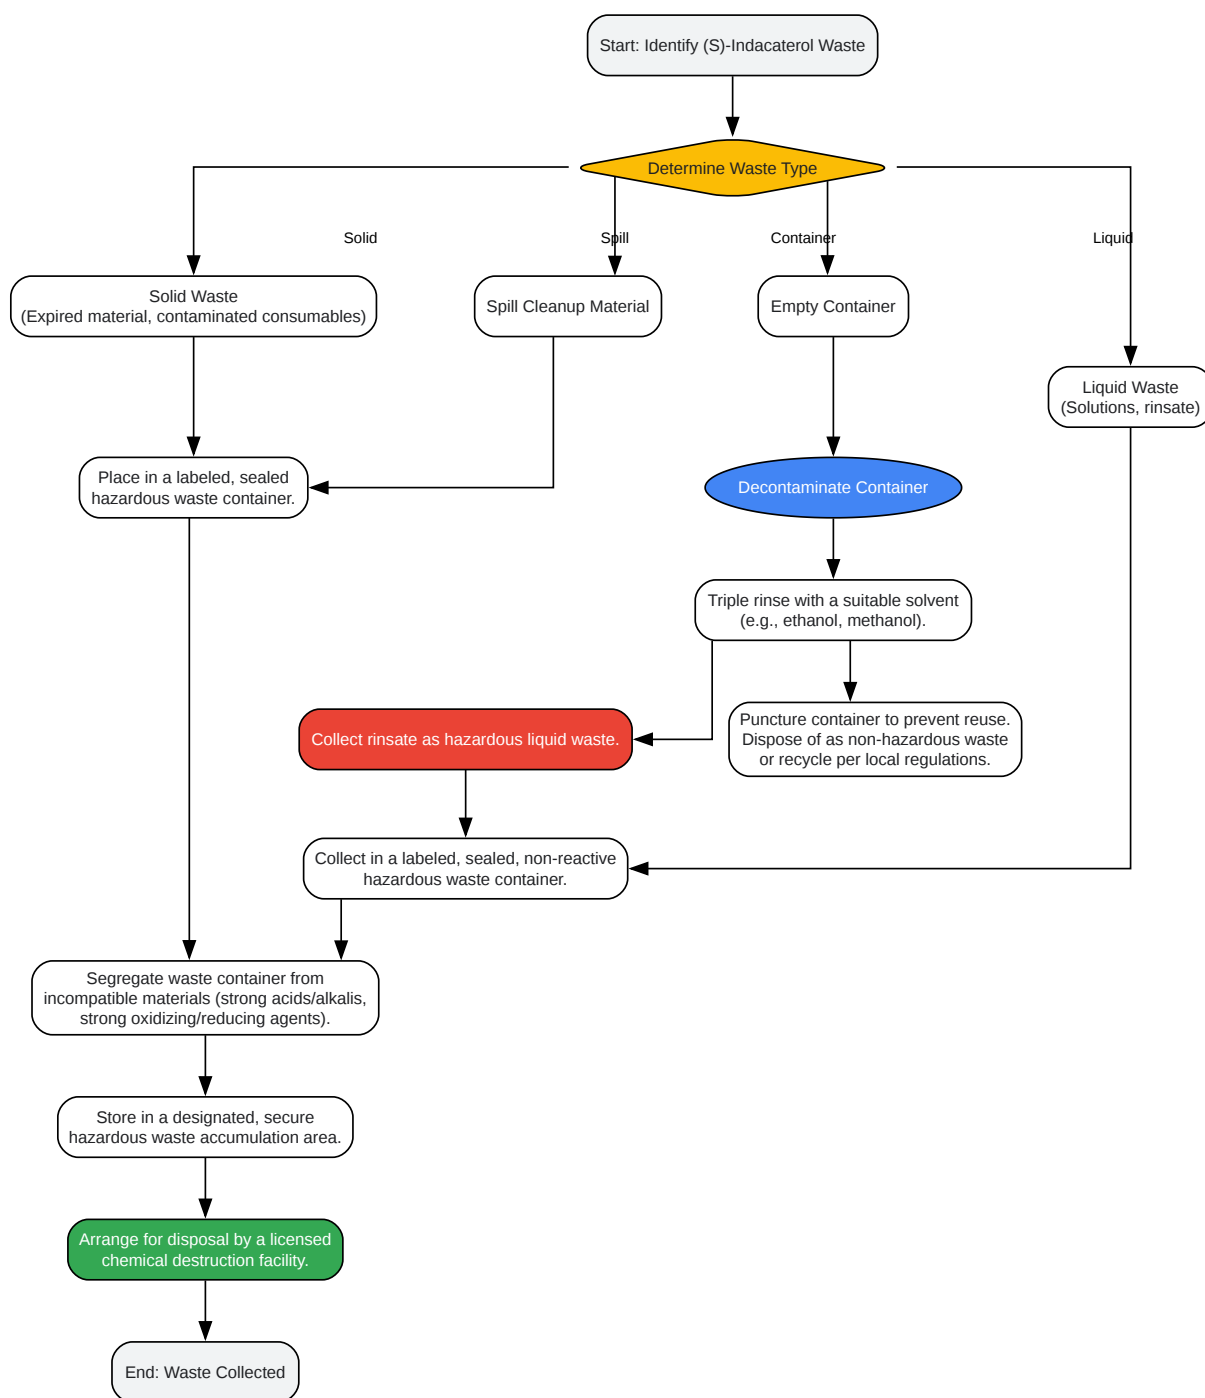 Start: Identify (S)-Indacaterol Waste
Determine Waste Type
Solid
Spill
Container
Liquid
Solid Waste
(Expired material, contaminated consumables)
Spill Cleanup Material
Empty Container
Liquid Waste
(Solutions, rinsate)
Place in a labeled, sealed
hazardous waste container.
Decontaminate Container
Triple rinse with a suitable solvent
(e.g., ethanol, methanol).
Collect rinsate as hazardous liquid waste.
Puncture container to prevent reuse.
Dispose of as non-hazardous waste
or recycle per local regulations.
Collect in a labeled, sealed, non-reactive
hazardous waste container.
Segregate waste container from
incompatible materials (strong acids/alkalis,
strong oxidizing/reducing agents).
Store in a designated, secure
hazardous waste accumulation area.
Arrange for disposal by a licensed
chemical destruction facility.
End: Waste Collected